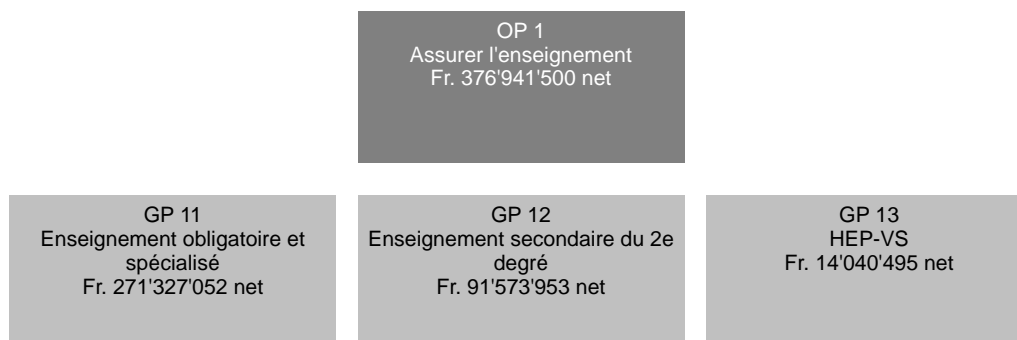 OP 1
Assurer l'enseignement
Fr. 376'941'500 net
GP 11
Enseignement obligatoire et
spécialisé
Fr. 271'327'052 net
GP 12
Enseignement secondaire du 2e
degré
Fr. 91'573'953 net
GP 13
HEP-VS
Fr. 14'040'495 net